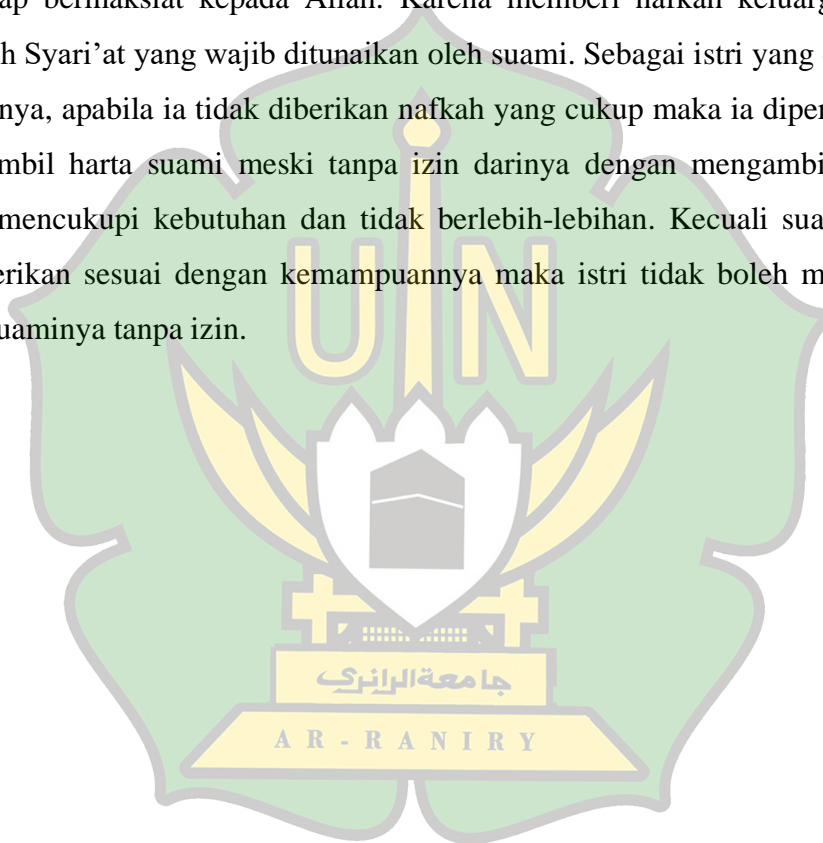 ap bermaksiat kepada Allah. Karena memberi nafkah keluarg
h Syari’at yang wajib ditunaikan oleh suami. Sebagai istri yang
nya, apabila ia tidak diberikan nafkah yang cukup maka ia diper
mbil harta suami meski tanpa izin darinya dengan mengambi
mencukupi kebutuhan dan tidak berlebih-lebihan. Kecuali sua
erikan sesuai dengan kemampuannya maka istri tidak boleh m
uaminya tanpa izin.
UIN
جامعةالرانري
AR-RANIRY